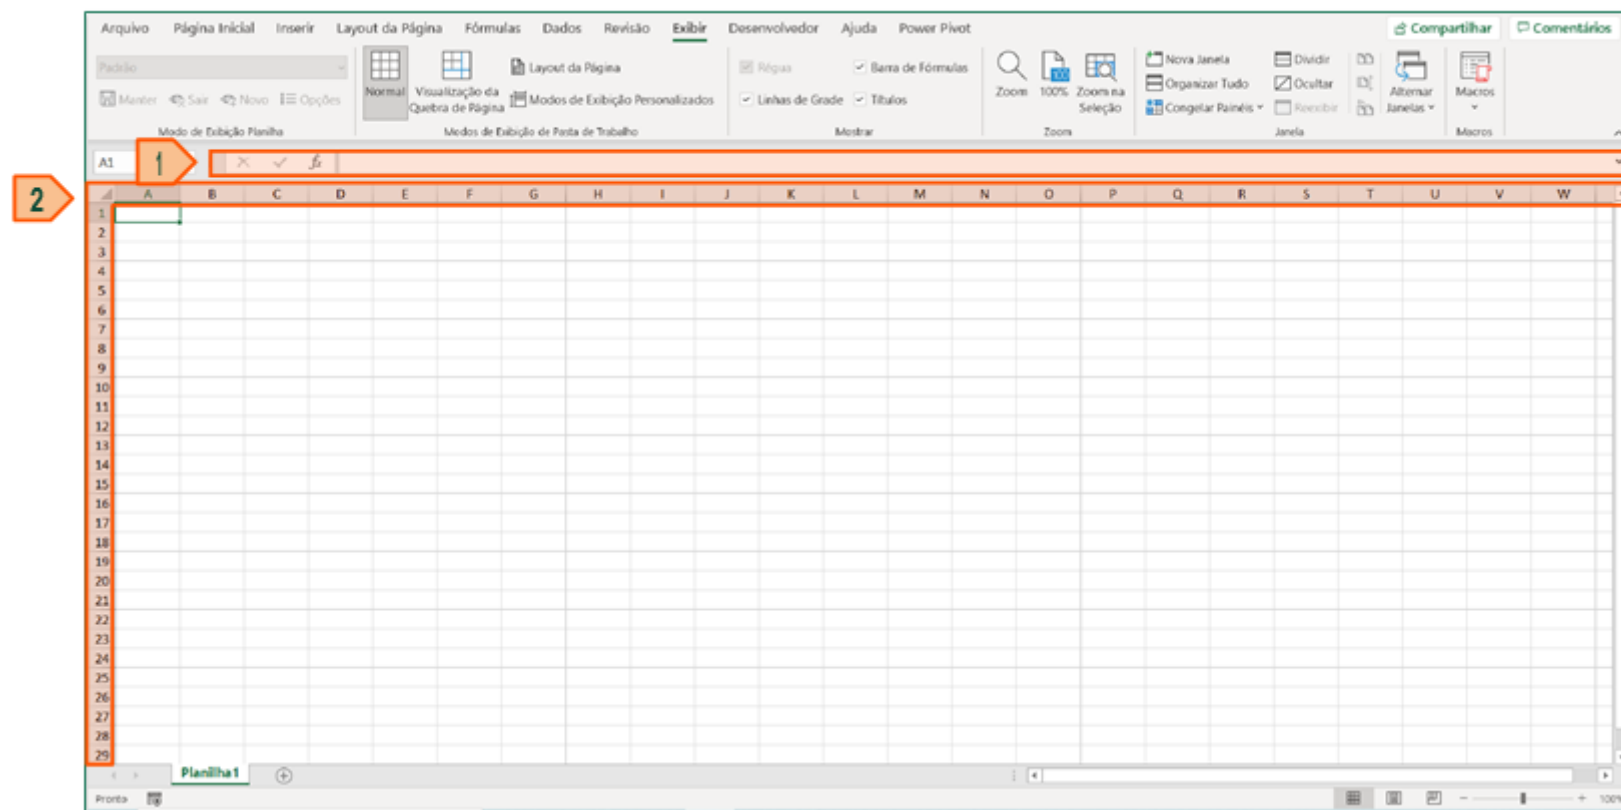 Arquivo Página Inicial Inserir Layout da Página Fórmulas Dados Revisão Exibir Desenvolvedor Ajuda Power Pivot Compartilhar Comentários
Padrão
Manter Sair Novo Opções
Modo de Exibição Planilha
Normal
Visualização da
Quebra de Página
Layout da Página
Modos de Exibição Personalizados
Modos de Exibição de Pasta de Trabalho
Régua Barra de Fórmulas
Linhas de Grade Títulos
Mostrar
Zoom
100
100%
Zoom na
Seleção
Zoom
Nova Janela
Organizar Tudo
Congelar Painéis
Dividir
Ocultar
Reexibir
Alternar
Janelas
Janela
Macros
Macros
A1 1 fx
2
A B C D E F G H I J K L M N O P Q R S T U V W
1
2
3
4
5
6
7
8
9
10
11
12
13
14
15
16
17
18
19
20
21
22
23
24
25
26
27
28
29
Planilha1
Pronto 100%